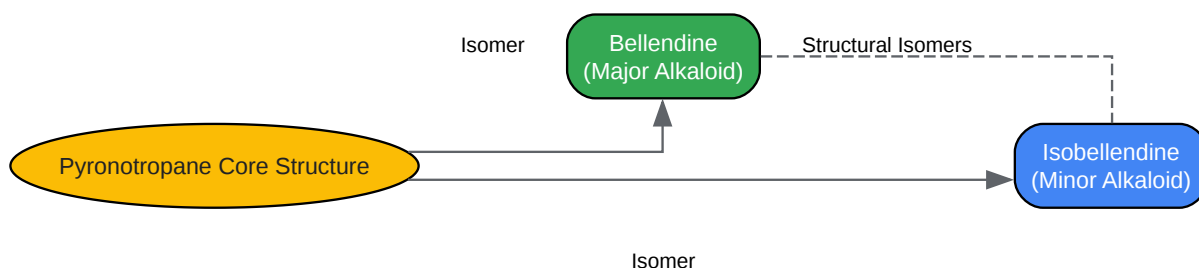 Isomer
Bellendine
(Major Alkaloid)
Structural Isomers
Pyronotropane Core Structure
Isobellendine
(Minor Alkaloid)
Isomer